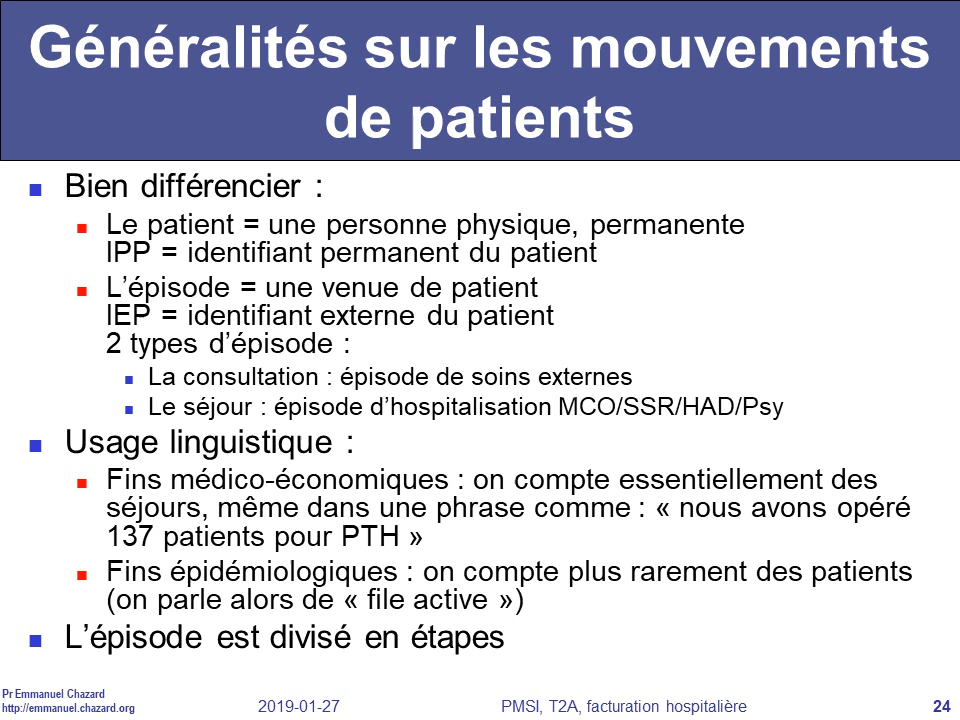 Généralités sur les mouvements
de patients
Bien différencier :
Le patient = une personne physique, permanente
IPP = identifiant permanent du patient
L’épisode = une venue de patient
IEP = identifiant externe du patient
2 types d’épisode :
La consultation : épisode de soins externes
Le séjour : épisode d’hospitalisation MCO/SSR/HAD/Psy
Usage linguistique :
Fins médico-économiques : on compte essentiellement des
séjours, même dans une phrase comme : « nous avons opéré
137 patients pour PTH »
Fins épidémiologiques : on compte plus rarement des patients
(on parle alors de « file active »)
L’épisode est divisé en étapes
Pr Emmanuel Chazard
http://emmanuel.chazard.org
2019-01-27
PMSI, T2A, facturation hospitalière
24